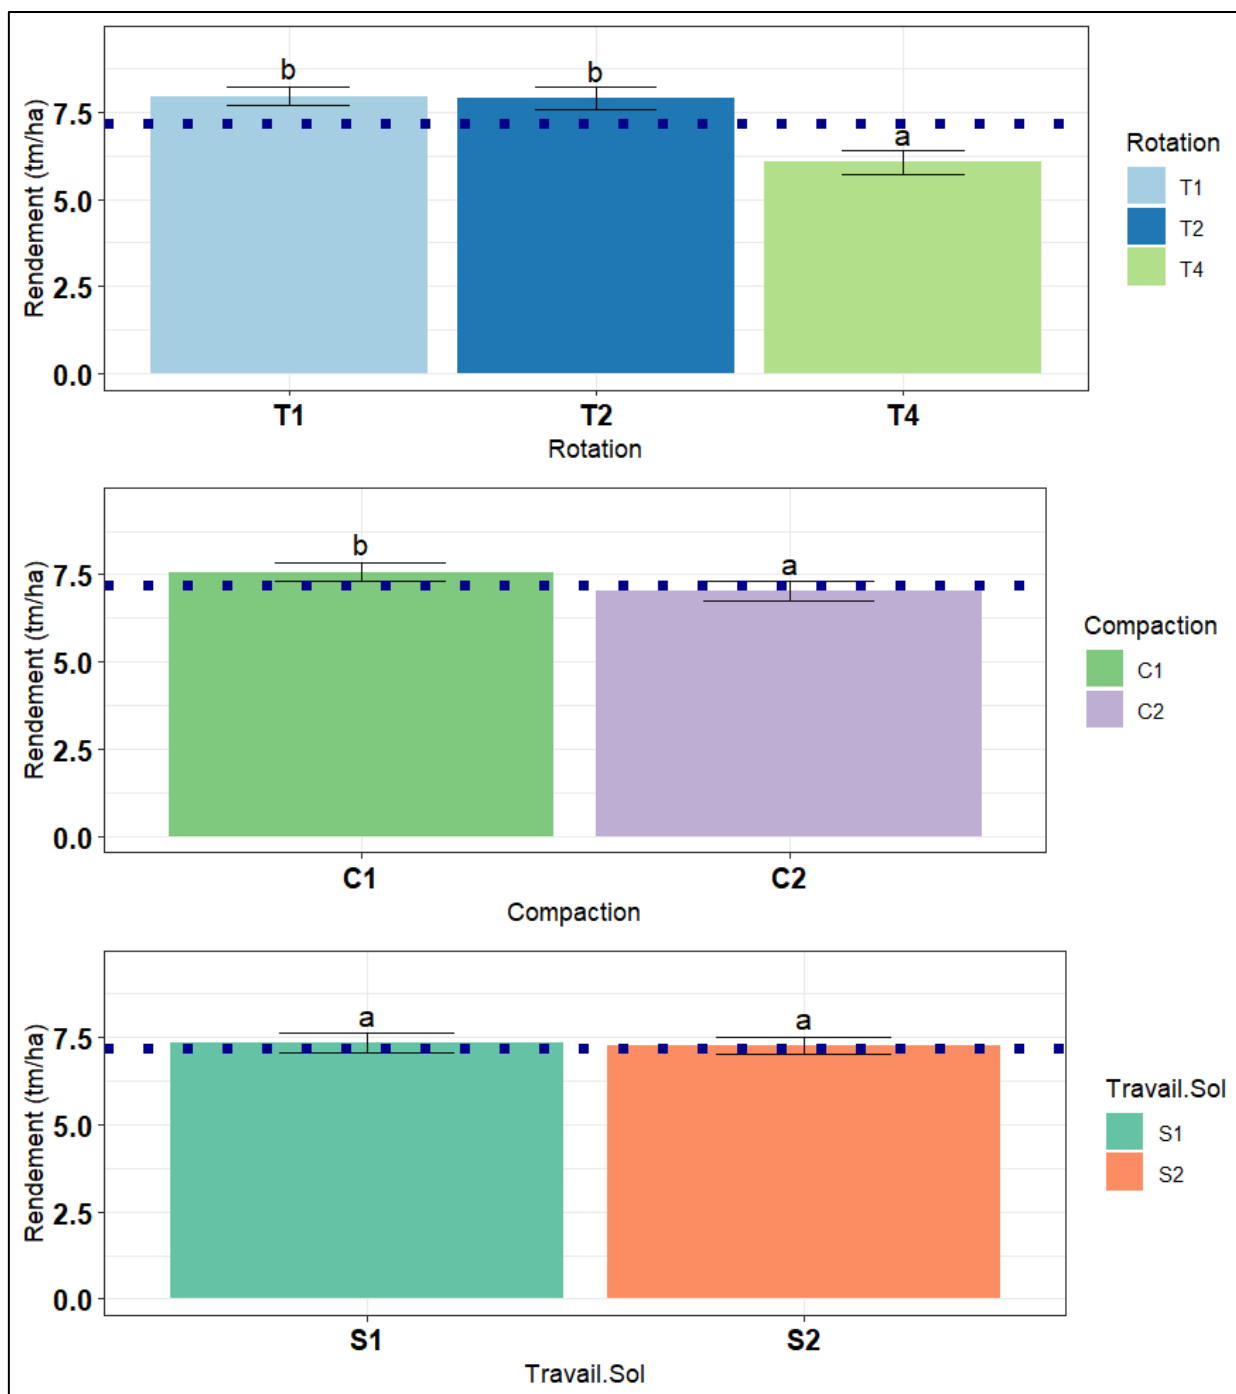 b
b
a
7.5
5.0
2.5
0.0
Rendement (tm/ha)
T1
T2
T4
Rotation
Rotation
T1
T2
T4
b
a
7.5
5.0
2.5
0.0
Rendement (tm/ha)
C1
C2
Compaction
Compaction
C1
C2
a
a
7.5
5.0
2.5
0.0
Rendement (tm/ha)
S1
S2
Travail.Sol
Travail.Sol
S1
S2